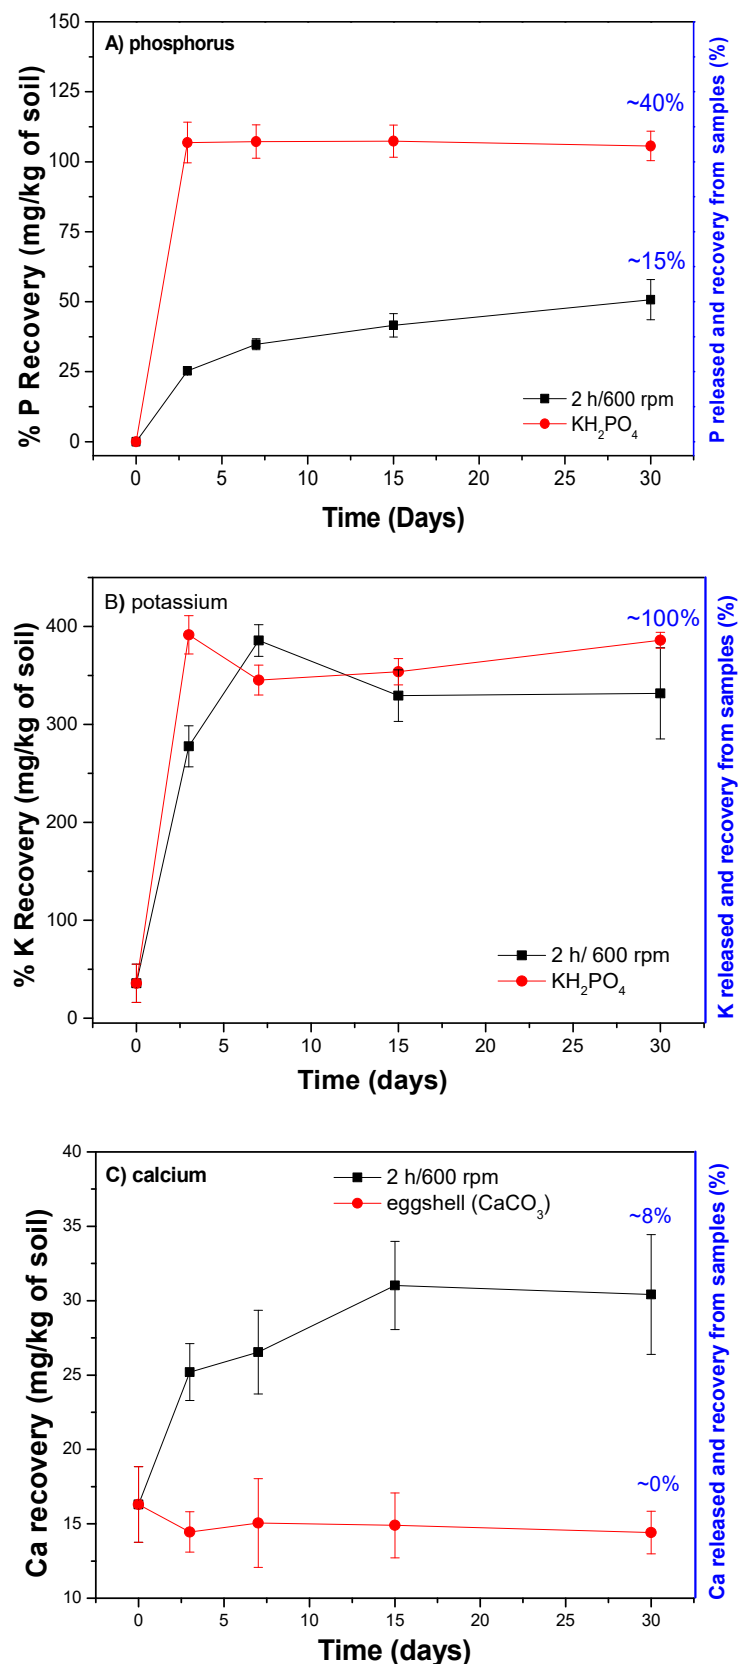 A) phosphorus
150
125
100
75
50
25
0
% P Recovery (mg/kg of soil)
~40%
~15%
2 h/600 rpm
KH₂PO₄
0 5 10 15 20 25 30
Time (Days)
P released and recovery from samples (%)
B) potassium
400
300
200
100
0
% K Recovery (mg/kg of soil)
~100%
2 h/ 600 rpm
KH₂PO₄
0 5 10 15 20 25 30
Time (days)
K released and recovery from samples (%)
C) calcium
40
35
30
25
20
15
10
Ca recovery (mg/kg of soil)
2 h/600 rpm
eggshell (CaCO₃)
~8%
~0%
0 5 10 15 20 25 30
Time (days)
Ca released and recovery from samples (%)